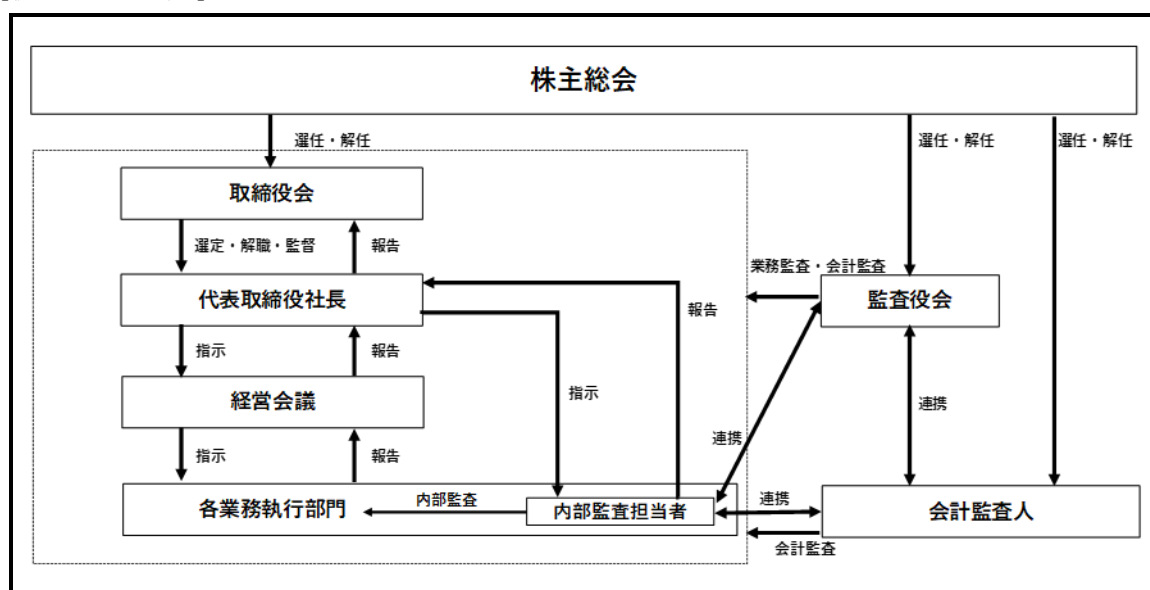 株主総会
選任・解任
選任・解任
選任・解任
取締役会
選定・解職・監督
報告
業務監査・会計監査
代表取締役社長
監査役会
報告
指示
報告
指示
経営会議
連携
連携
指示
報告
各業務執行部門
内部監査
内部監査担当者
連携
会計監査人
会計監査